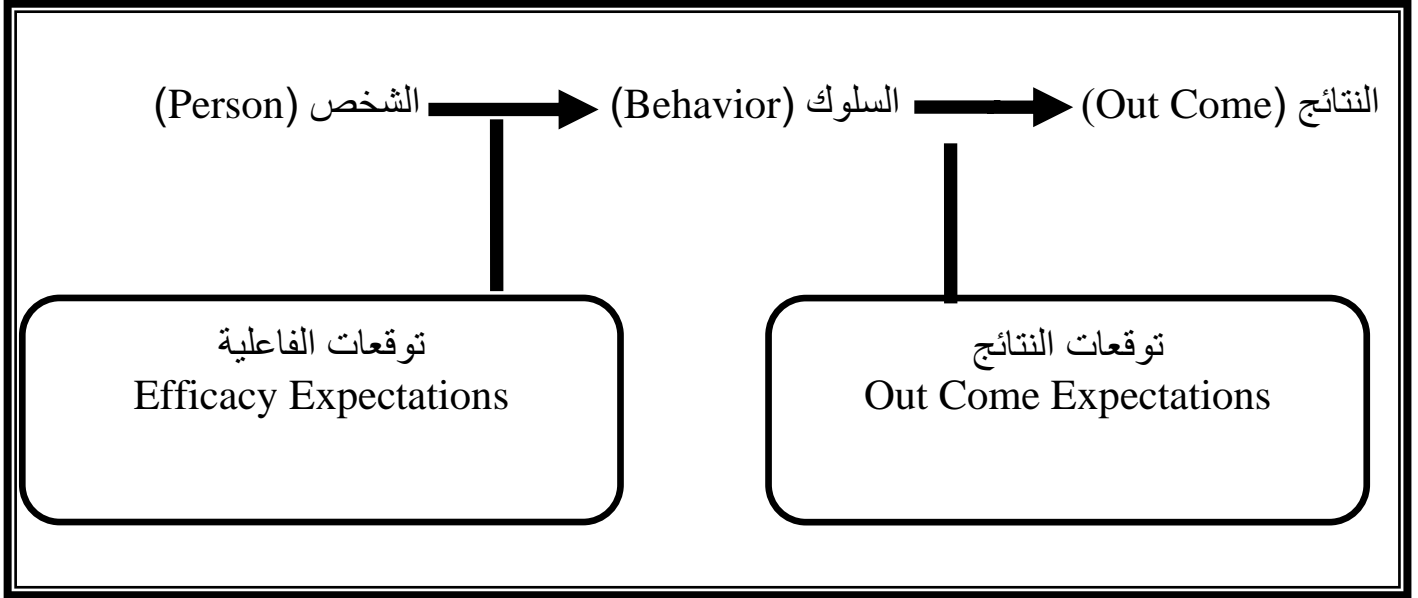 الشخص (Person)
السلوك (Behavior)
النتائج (Out Come)
توقعات الفاعلية
Efficacy Expectations
توقعات النتائج
Out Come Expectations